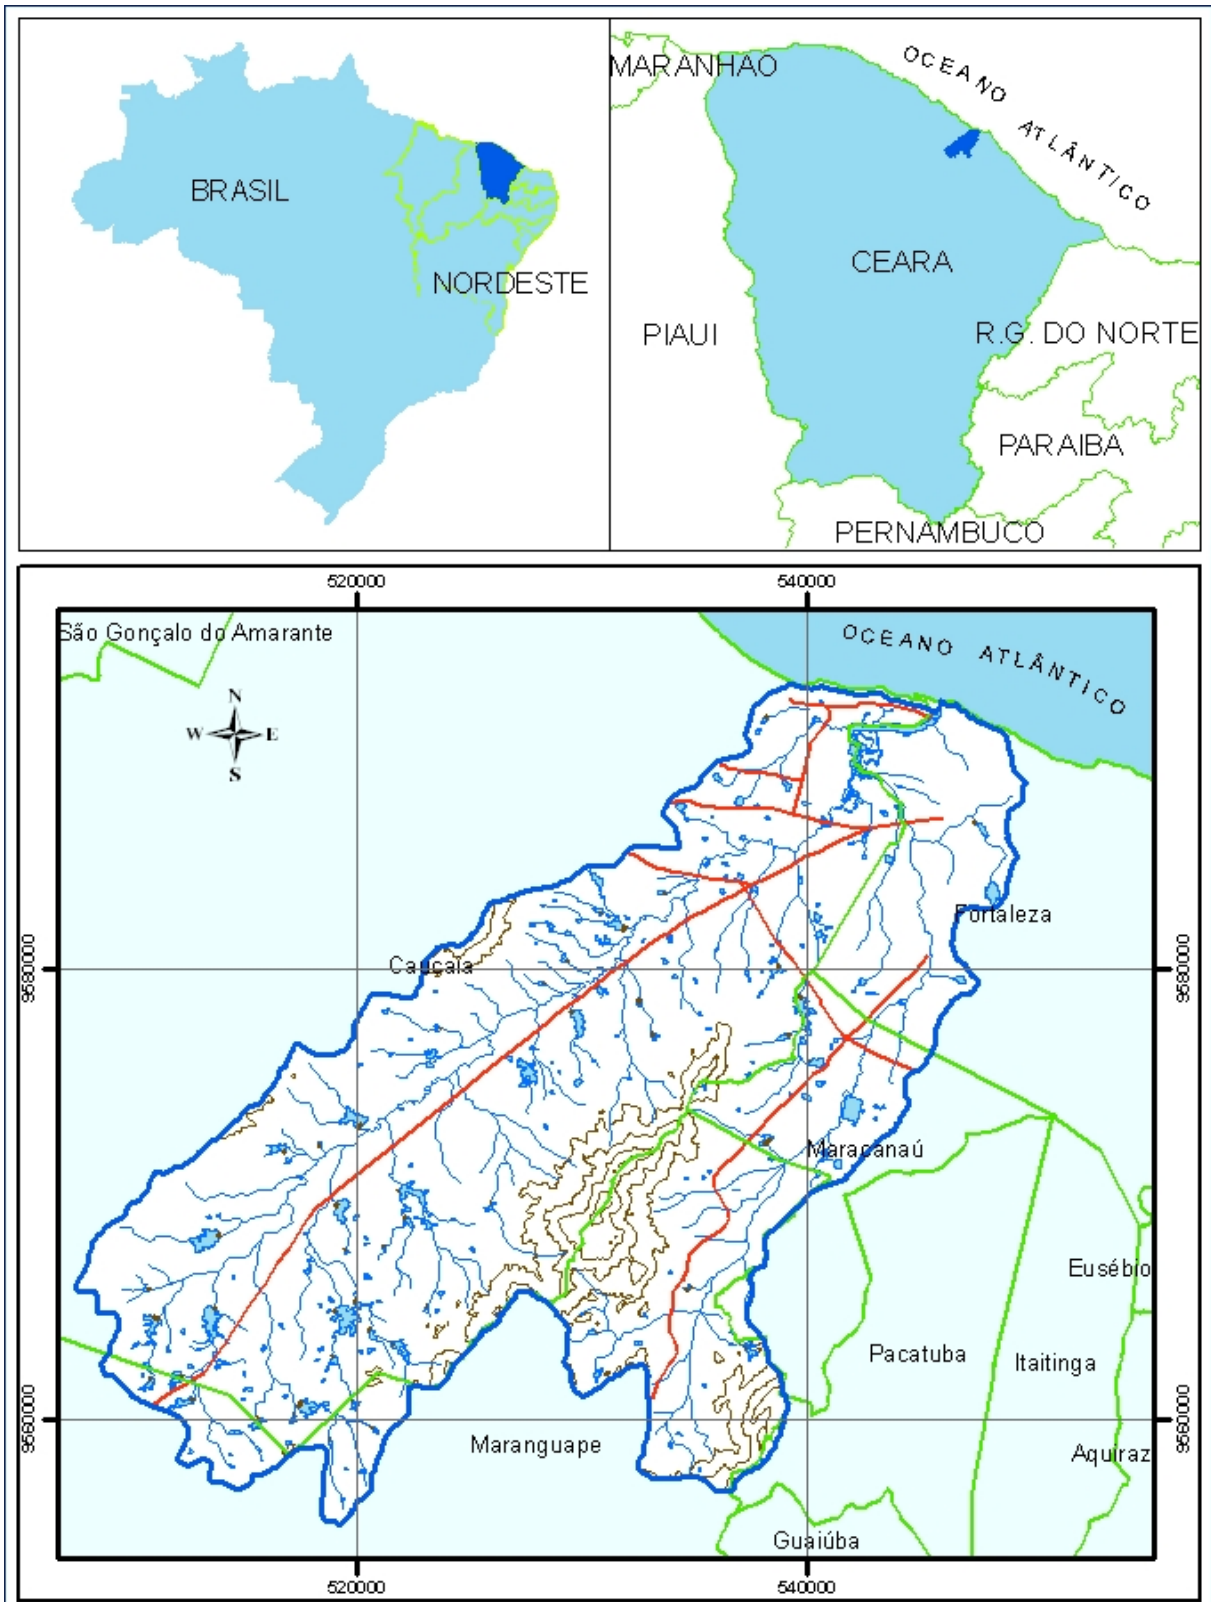 BRASIL
NORDESTE
MARANHAO
OCEANO ATLÂNTICO
CEARA
PIAUI
R.G. DO NORTE
PARAIBA
PERNAMBUCO
520000
540000
São Gonçalo do Amarante
OCEANO ATLÂNTICO
N
W
E
S
Fortaleza
Caucaia
9580000
9580000
Maracanaú
Eusébio
Pacatuba
Itaitinga
9560000
9560000
Maranguape
Aquiraz
Guaiúba
520000
540000